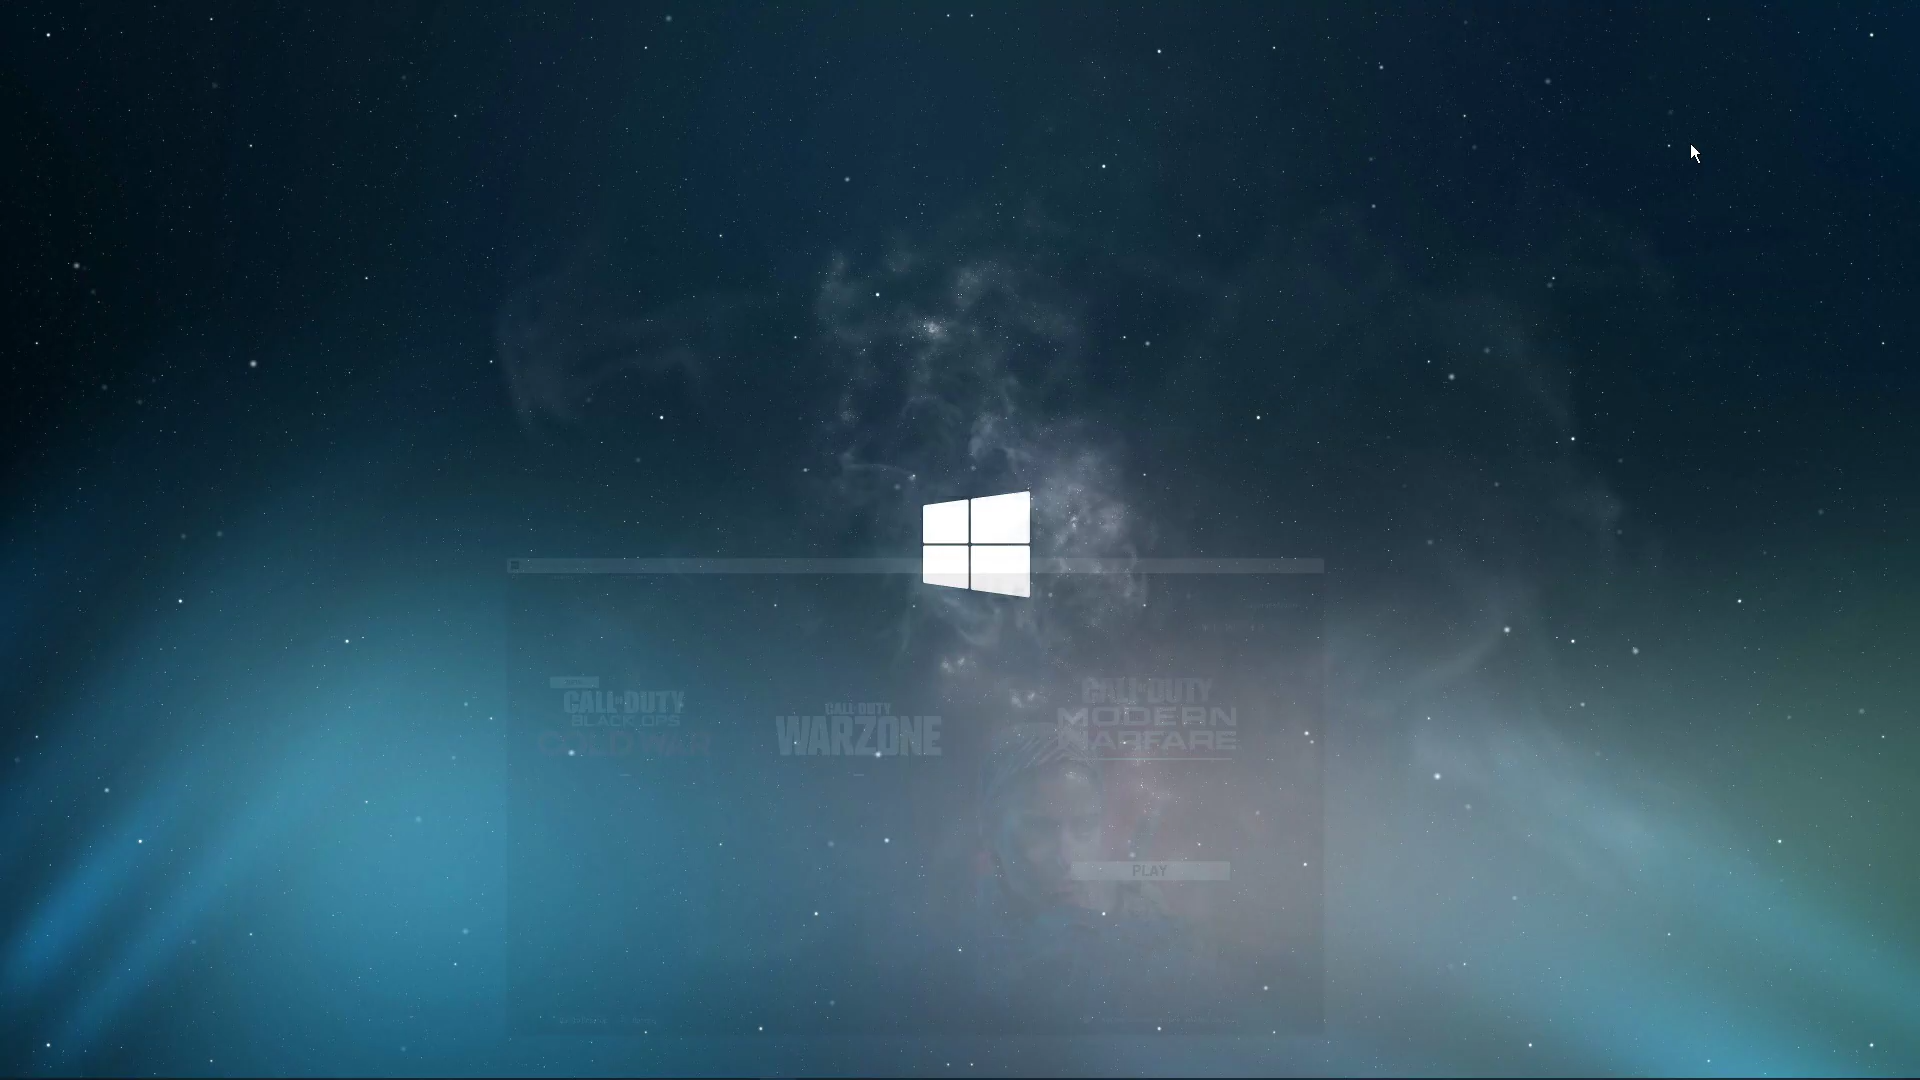 CALL OF DUTY
BLACK OPS
COLD WAR
CALL OF DUTY
WARZONE
CALL OF DUTY
MODERN
WARFARE
PLAY